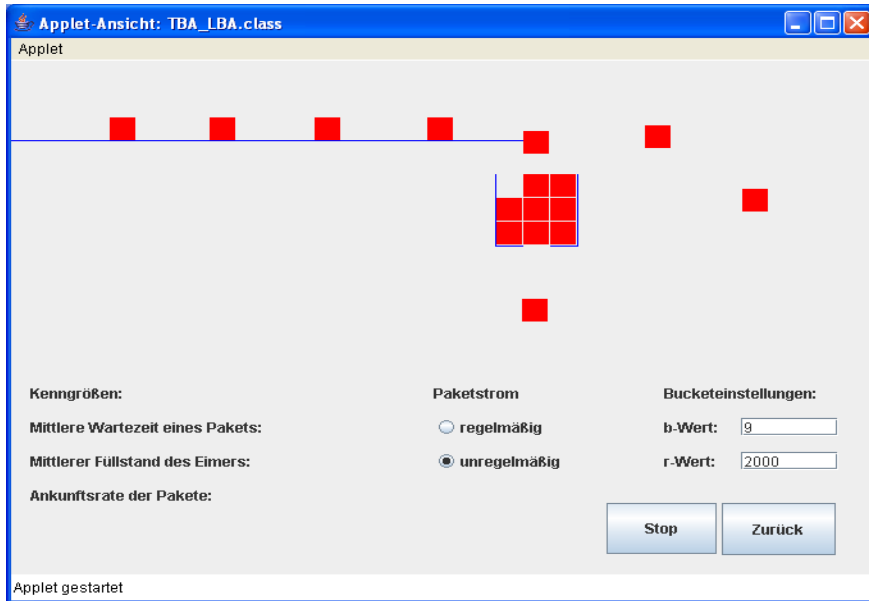 Applet-Ansicht: TBA_LBA.class
Applet
Kenngrößen:
Paketstrom
Bucketeinstellungen:
Mittlere Wartezeit eines Pakets:
regelmäßig
b-Wert: 9
Mittlerer Füllstand des Eimers:
unregelmäßig
r-Wert: 2000
Ankunftsrate der Pakete:
Stop
Zurück
Applet gestartet